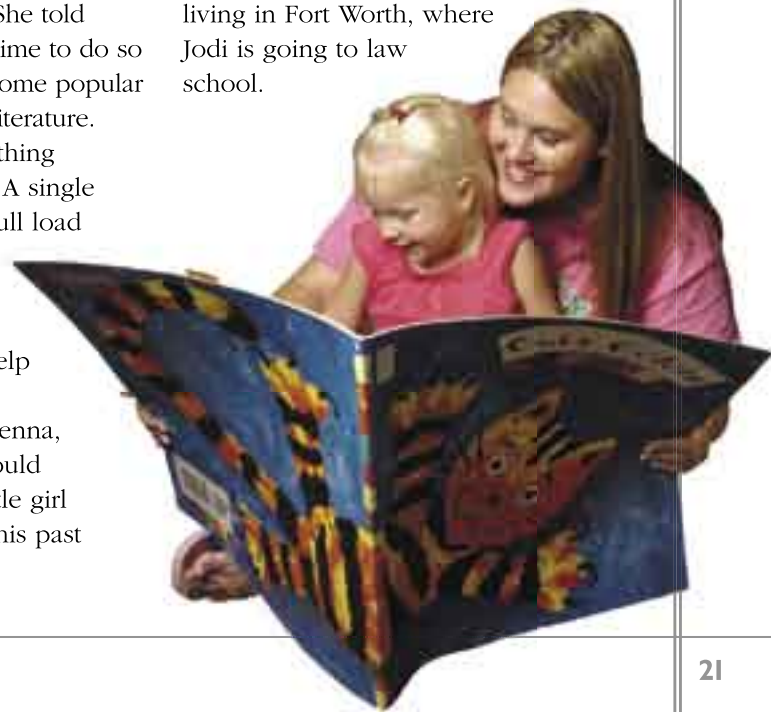 She told
ime to do so
ome popular
iterature.
thing
A single
ull load
elp
enna,
ould
le girl
his past
living in Fort Worth, where
Jodi is going to law
school.
21